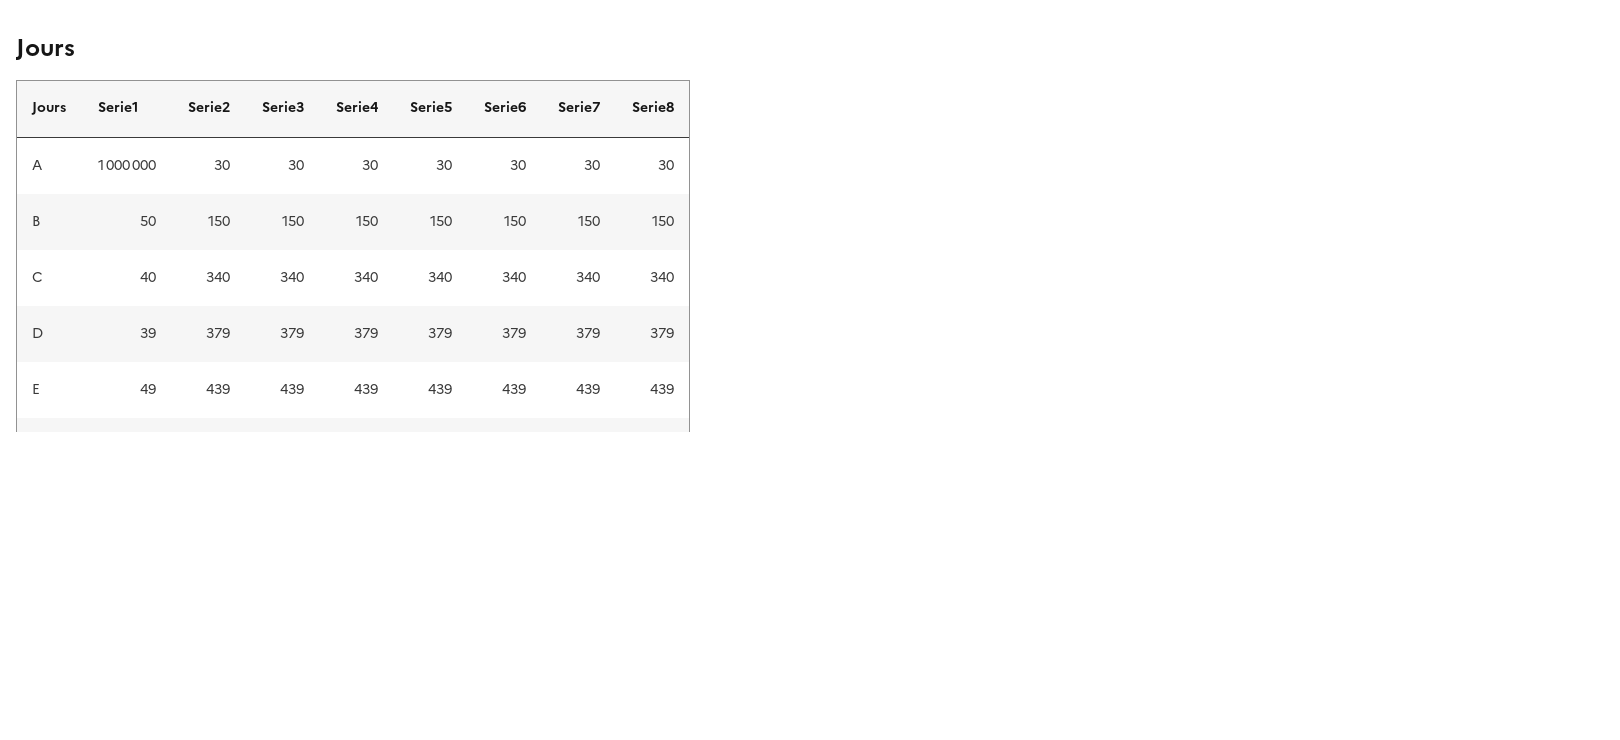 Jours
Jours Serie1 Serie2 Serie3 Serie4 Serie5 Serie6 Serie7 Serie8
A 1 000 000 30 30 30 30 30 30 30
B 50 150 150 150 150 150 150 150
C 40 340 340 340 340 340 340 340
D 39 379 379 379 379 379 379 379
E 49 439 439 439 439 439 439 439